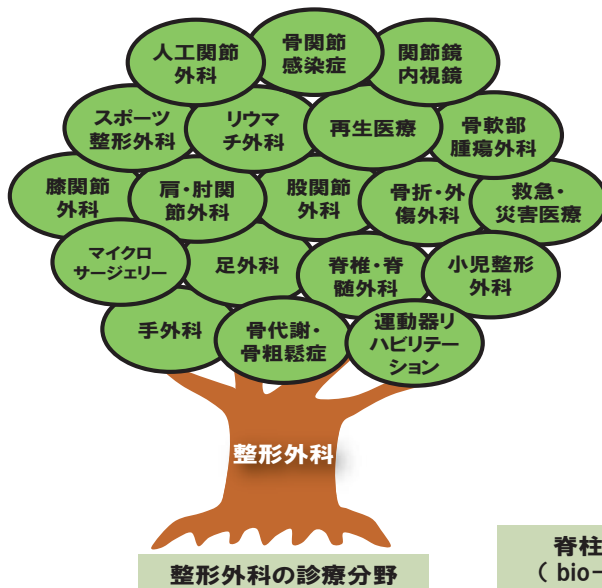 人工関節
外科
骨関節
感染症
関節鏡
内視鏡
スポーツ
整形外科
リウマ
チ外科
再生医療
骨軟部
腫瘍外科
膝関節
外科
肩・肘関
節外科
股関節
外科
骨折・外
傷外科
救急・
災害医療
マイクロ
サージェリー
足外科
脊椎・脊
髄外科
小児整形
外科
手外科
骨代謝・
骨粗鬆症
運動器リ
ハビリテー
ション
整形外科
整形外科の診療分野
脊柱
( bio-